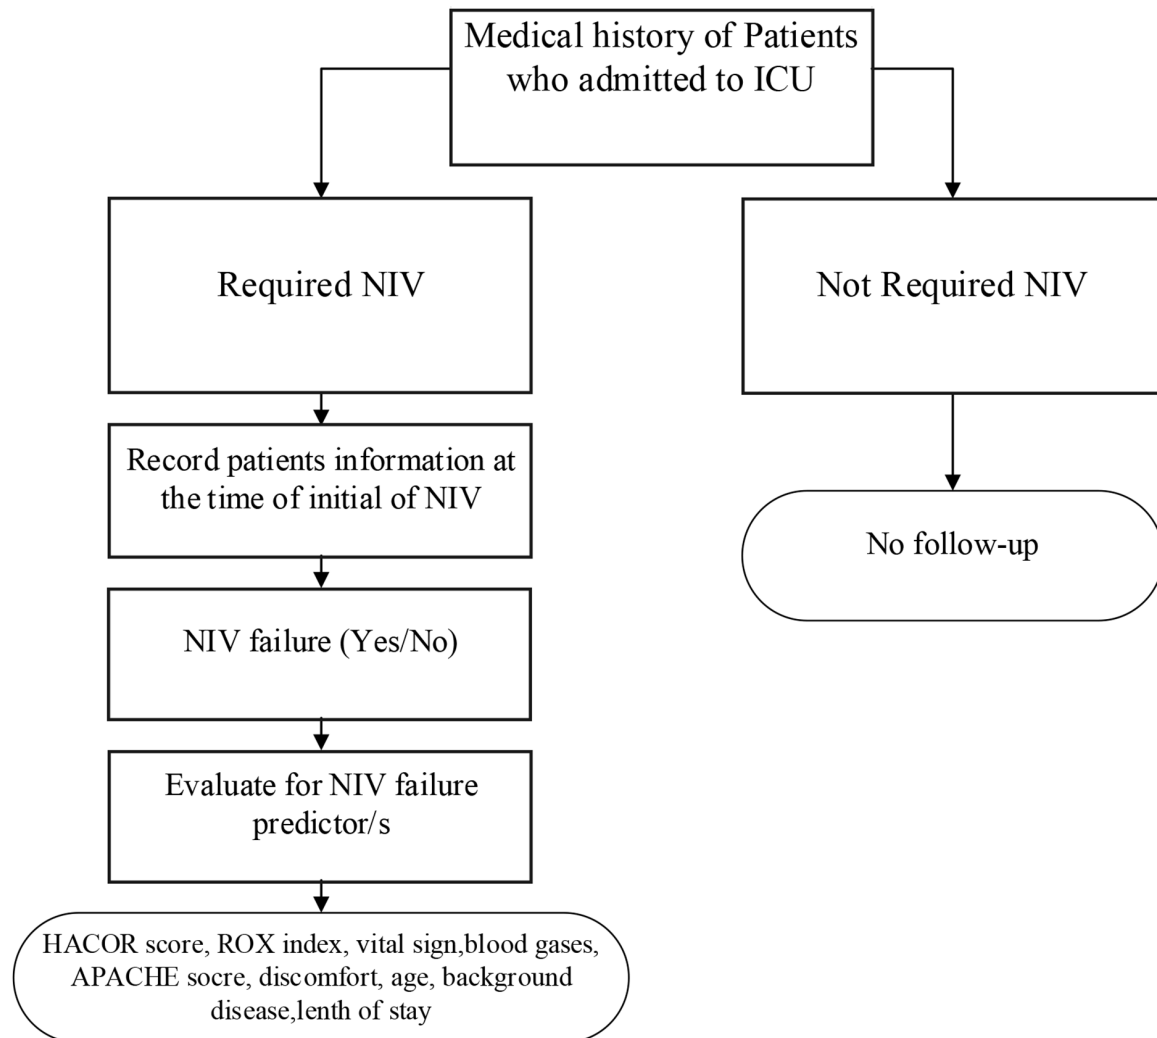 Medical history of Patients
who admitted to ICU
Required NIV
Not Required NIV
Record patients information at
the time of initial of NIV
No follow-up
NIV failure (Yes/No)
Evaluate for NIV failure
predictor/s
HACOR score, ROX index, vital sign,blood gases,
APACHE socre, discomfort, age, background
disease,lenth of stay